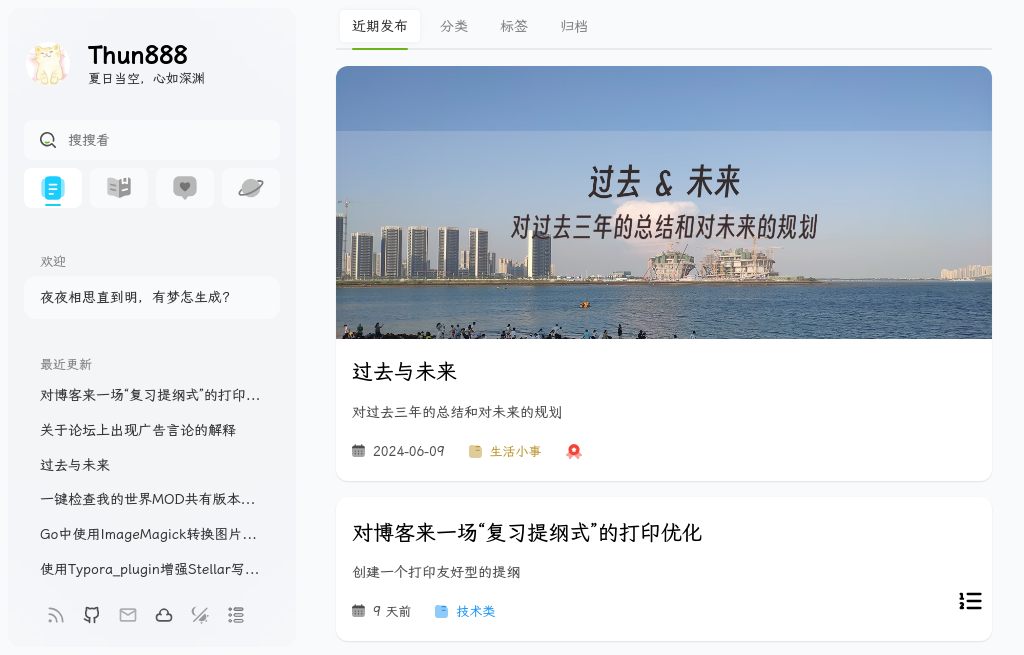 Thun888
夏日当空，心如深渊
搜搜看
欢迎
夜夜相思直到明，有梦怎生成？
最近更新
对博客来一场“复习提纲式”的打印...
关于论坛上出现广告言论的解释
过去与未来
一键检查我的世界MOD共有版本...
Go中使用ImageMagick转换图片...
使用Typora_plugin增强Stellar写...
近期发布 分类 标签 归档
过去 & 未来
对过去三年的总结和对未来的规划
过去与未来
对过去三年的总结和对未来的规划
2024-06-09 生活小事
对博客来一场“复习提纲式”的打印优化
创建一个打印友好型的提纲
9 天前 技术类